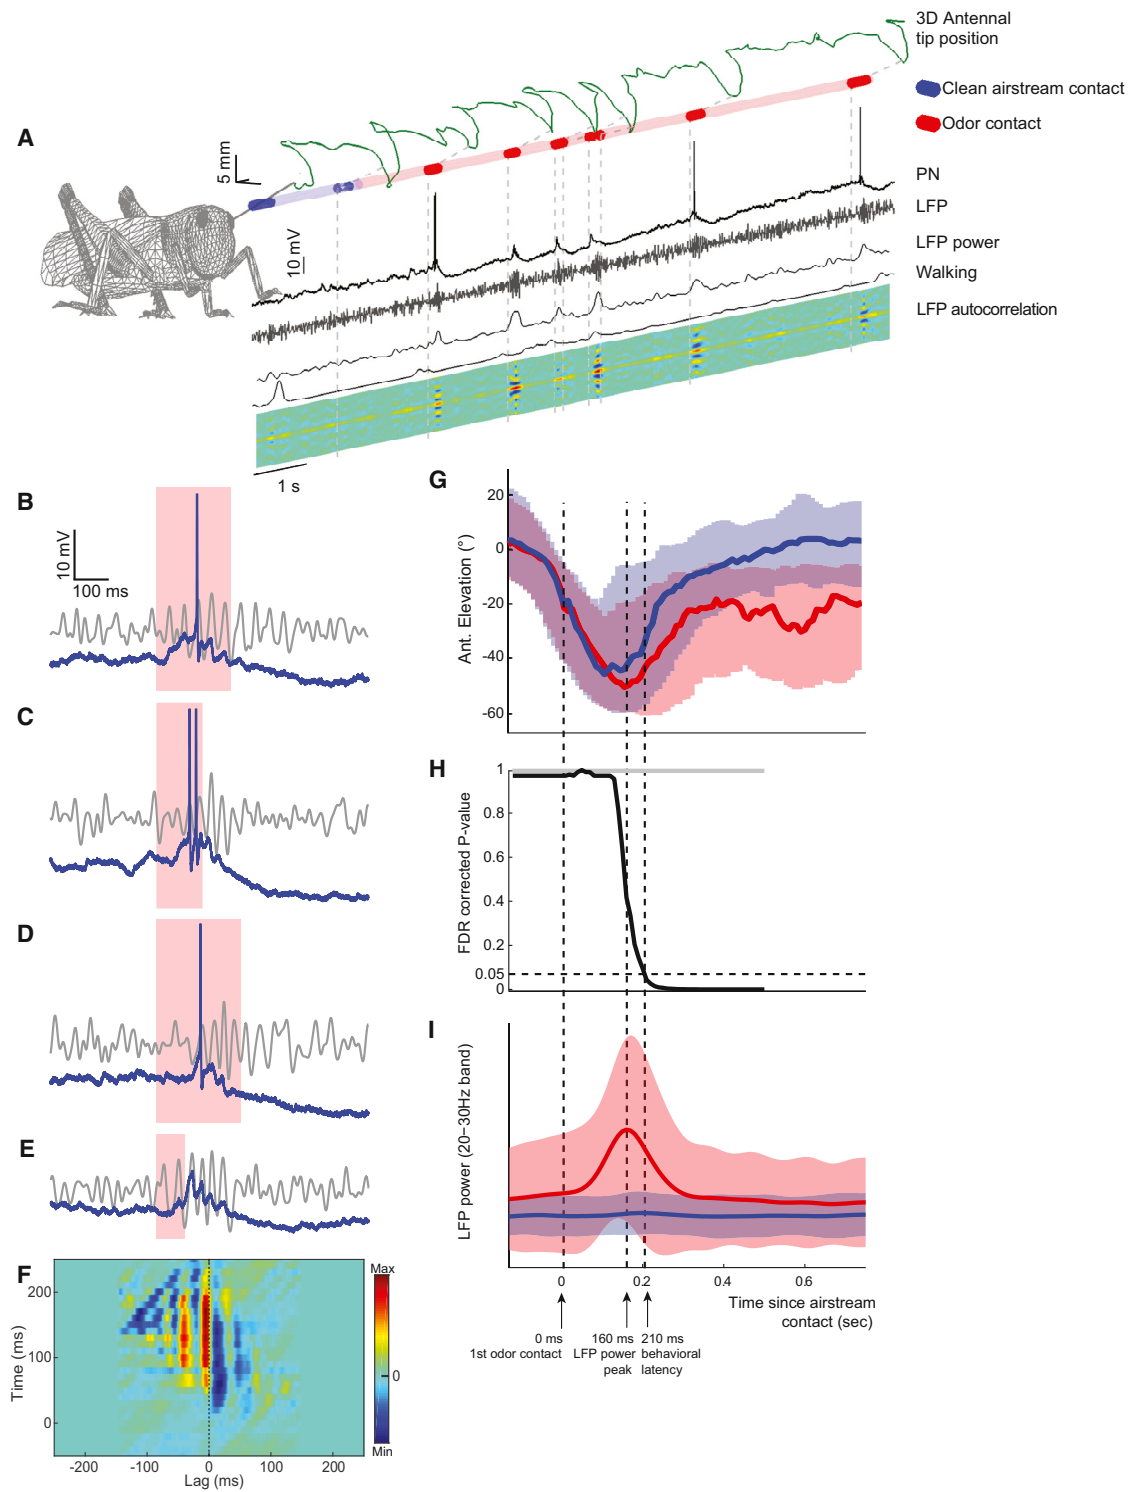 3D Antennal
tip position
Clean airstream contact
Odor contact
A
5 mm
PN
LFP
10 mV
LFP power
Walking
LFP autocorrelation
1 s
B
10 mV
100 ms
C
D
E
F
Max
0
Min
200
100
0
Time (ms)
-200
-100
0
100
200
Lag (ms)
G
20
0
-20
-40
-60
Ant. Elevation (°)
H
1
0.8
0.6
0.4
0.2
0.05
0
FDR corrected P-value
I
LFP power (20–30Hz band)
0
0.2
0.4
0.6
Time since airstream
contact (sec)
0 ms
1st odor contact
160 ms
LFP power
peak
210 ms
behavioral
latency